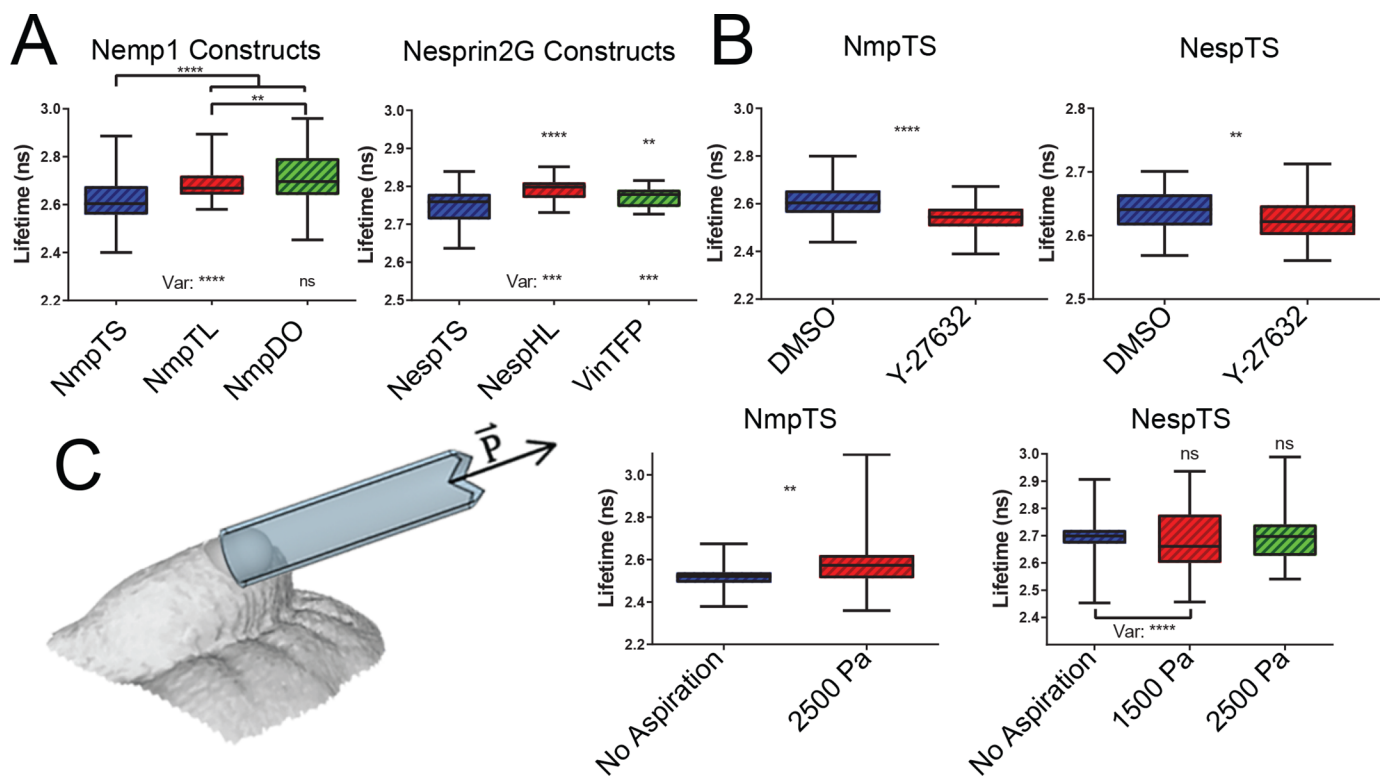 A
Nemp1 Constructs
****
**
Lifetime (ns)
3.0
2.8
2.6
2.4
2.2
Var: ****
ns
NmpTS
NmpTL
NmpDO
Nesprin2G Constructs
Lifetime (ns)
3.0
2.9
2.8
2.7
2.6
2.5
****
**
Var: ***
***
NespTS
NespHL
VinTFP
B
NmpTS
Lifetime (ns)
3.0
2.8
2.6
2.4
2.2
****
DMSO
Y-27632
NespTS
Lifetime (ns)
2.8
2.7
2.6
2.5
**
DMSO
Y-27632
C
P
NmpTS
Lifetime (ns)
3.0
2.8
2.6
2.4
2.2
**
No Aspiration
2500 Pa
NespTS
Lifetime (ns)
3.0
2.9
2.8
2.7
2.6
2.5
2.4
ns
ns
Var: ****
No Aspiration
1500 Pa
2500 Pa